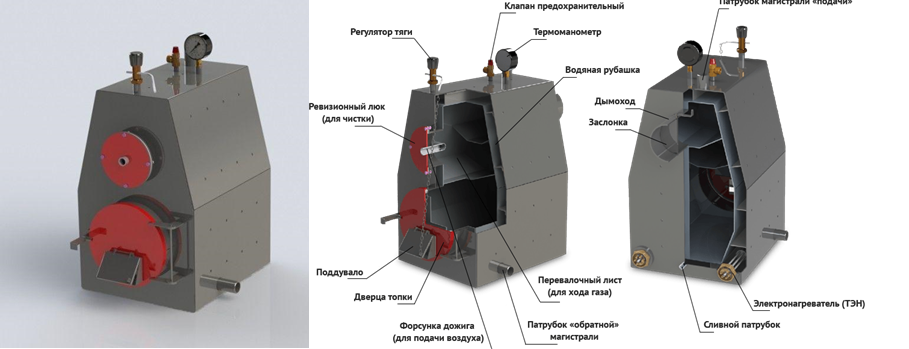 Клапан предохранительный
Патрубок магистрали «подачи»
Регулятор тяги
Термоманометр
Водяная рубашка
Ревизионный люк
(для чистки)
Дымоход
Заслонка
Поддувало
Дверца топки
Перевалочный лист
(для хода газа)
Форсунка дожига
(для подачи воздуха)
Патрубок «обратной»
магистрали
Электронагреватель (ТЭН)
Сливной патрубок